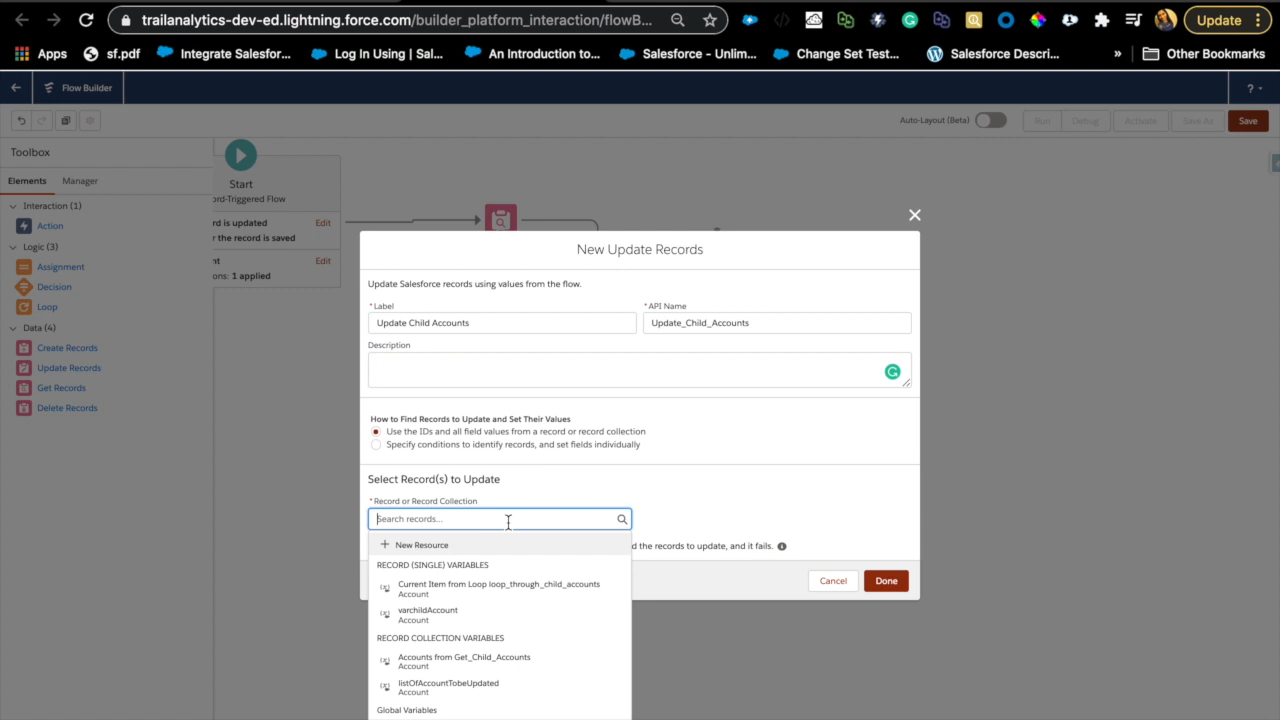 trailanalytics-dev-ed.lightning.force.com/builder_platform_interaction/flowB...
Update
Apps
sf.pdf
Integrate Salesfor...
Log In Using | Sal...
An Introduction to...
Salesforce - Unlim...
Change Set Test...
Salesforce Descri...
»
Other Bookmarks
Flow Builder
?
Auto-Layout (Beta)
Run
Debug
Activate
Save As
Save
Toolbox
Elements
Manager
Interaction (1)
Action
Logic (3)
Assignment
Decision
Loop
Data (4)
Create Records
Update Records
Get Records
Delete Records
Start
ord-Triggered Flow
rd is updated
Edit
r the record is saved
nt
Edit
ons: 1 applied
New Update Records
Update Salesforce records using values from the flow.
* Label
Update Child Accounts
* API Name
Update_Child_Accounts
Description
How to Find Records to Update and Set Their Values
Use the IDs and all field values from a record or record collection
Specify conditions to identify records, and set fields individually
Select Record(s) to Update
* Record or Record Collection
Search records...
d the records to update, and it fails.
+ New Resource
RECORD (SINGLE) VARIABLES
Current Item from Loop loop_through_child_accounts
Account
varchildAccount
Account
RECORD COLLECTION VARIABLES
Accounts from Get_Child_Accounts
Account
listOfAccountTobeUpdated
Account
Global Variables
Cancel
Done